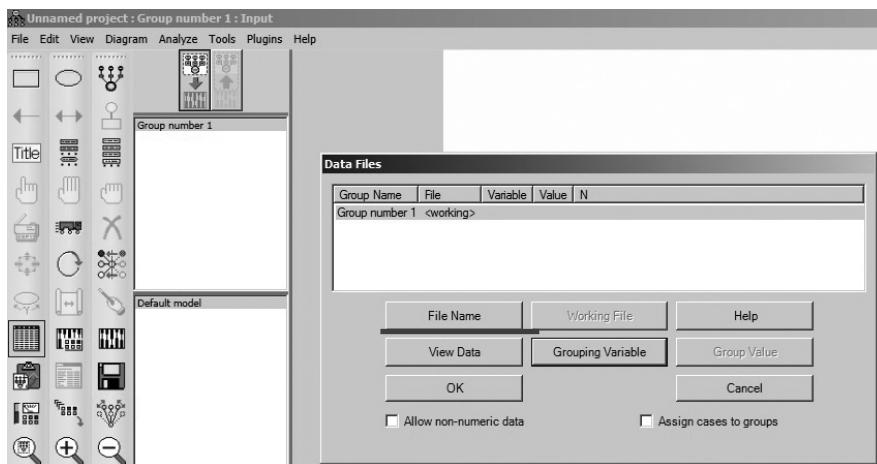 Unnamed project : Group number 1 : Input
File Edit View Diagram Analyze Tools Plugins Help
Title
Group number 1
Default model
Data Files
Group Name File Variable Value N
Group number 1 <working>
File Name Working File Help
View Data Grouping Variable Group Value
OK Cancel
Allow non-numeric data Assign cases to groups